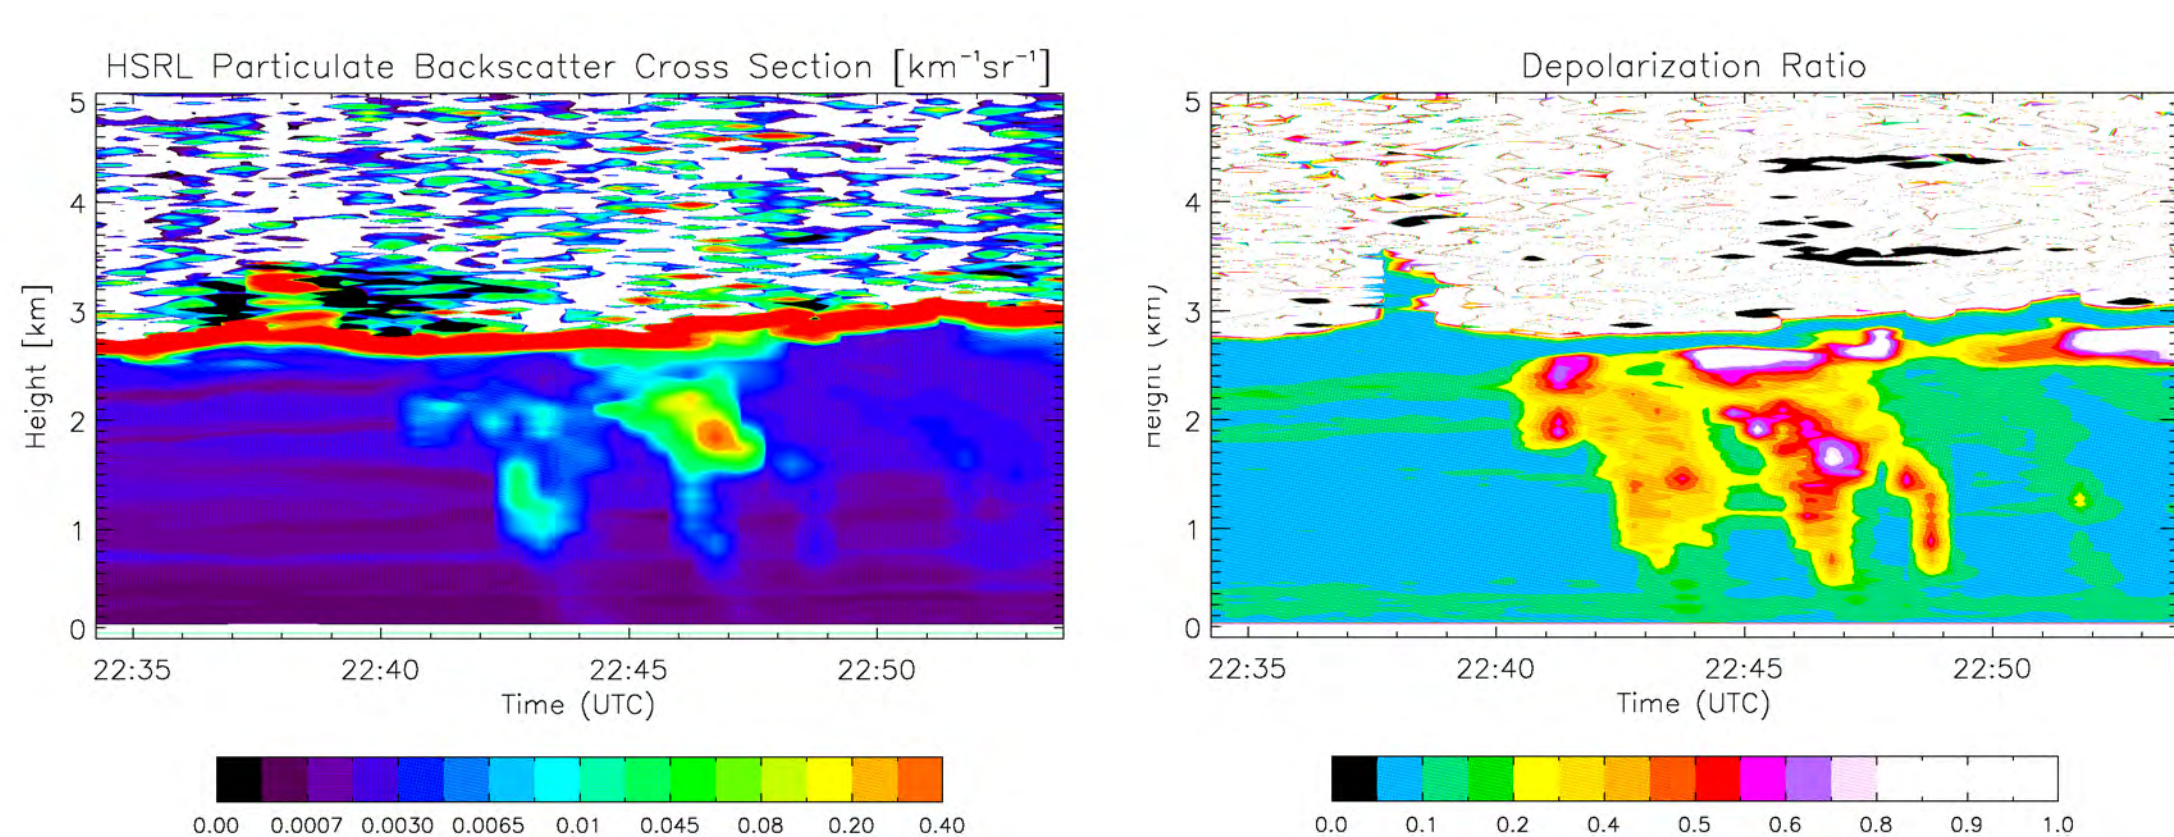 HSRL Particulate Backscatter Cross Section [km⁻¹sr⁻¹]
5
4
3
2
1
0
Height [km]
22:35 22:40 22:45 22:50
Time (UTC)
0.00 0.0007 0.0030 0.0065 0.01 0.045 0.08 0.20 0.40
Depolarization Ratio
5
4
3
2
1
0
Height (km)
22:35 22:40 22:45 22:50
Time (UTC)
0.0 0.1 0.2 0.4 0.5 0.6 0.8 0.9 1.0